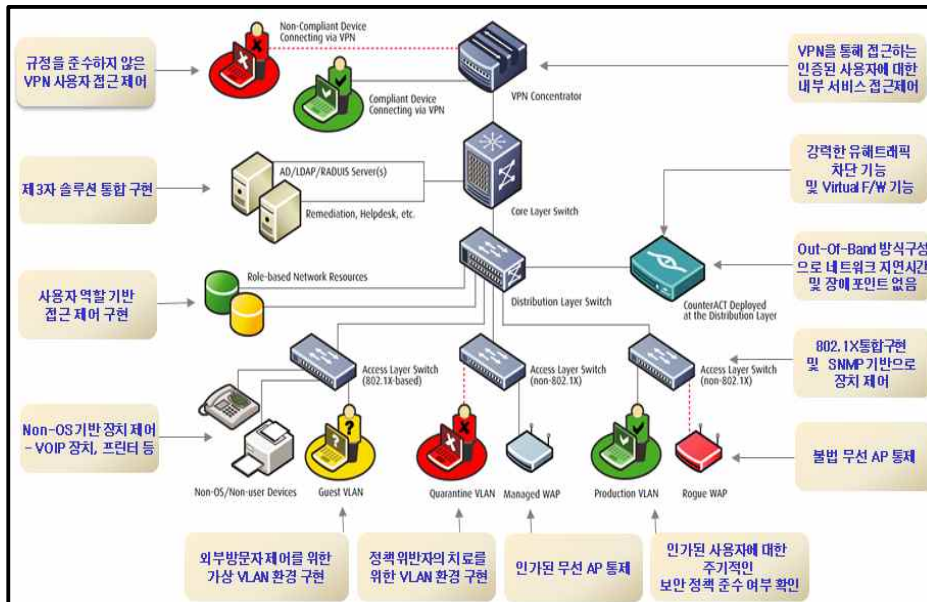 Non-Compliant Device
Connecting via VPN
규정을 준수하지 않은
VPN 사용자 접근 제어
VPN을 통해 접근하는
인증된 사용자에 대한
내부 서비스 접근제어
Compliant Device
Connecting via VPN
VPN Concentrator
강력한 유해트래픽
차단 기능
및 Virtual F/W 기능
제 3자 솔루션 통합 구현
AD/LDAP/RADUIS Server(s)
Remediation, Helpdesk, etc.
Core Layer Switch
Out-Of-Band 방식구성
으로 네트워크 지연시간
및 장애 포인트 없음
사용자 역할 기반
접근 제어 구현
Role-based Network Resources
Distribution Layer Switch
CounterACT Deployed
at the Distribution Layer
Access Layer Switch
(802.1X-based)
Access Layer Switch
(non-802.1X)
Access Layer Switch
(non-802.1X)
802.1X통합구현
및 SNMP 기반으로
장치 제어
Non-OS 기반 장치 제어
- VOIP 장치, 프린터 등
불법 무선 AP 통제
Non-OS/Non-user Devices
Guest VLAN
Quarantine VLAN
Managed WAP
Production VLAN
Rogue WAP
외부방문자 제어를 위한
가상 VLAN 환경 구현
정책 위반자의 치료를
위한 VLAN 환경 구현
인가된 무선 AP 통제
인가된 사용자에 대한
주기적인
보안 정책 준수 여부 확인